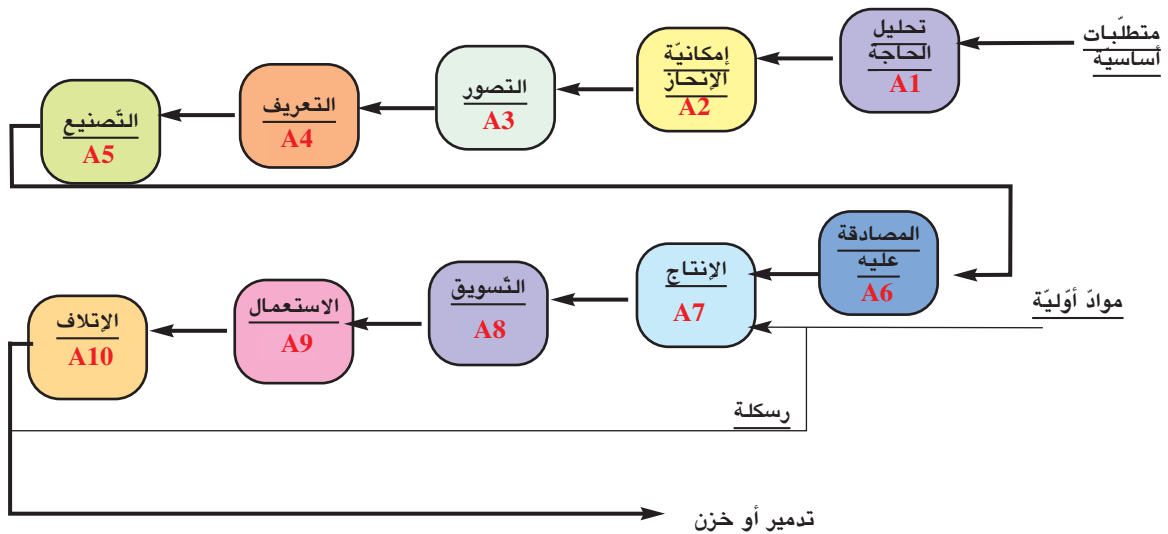 متطلّبات
أساسيّة
تحليل
الحاجة
A1
إمكانيّة
الإنحاز
A2
التصور
A3
التعريف
A4
التّصنيع
A5
المصادقة
عليه
A6
موادّ أوّليّة
الإنتاج
A7
التّسويق
A8
الاستعمال
A9
الإتلاف
A10
رسكلة
تدمير أو خزن